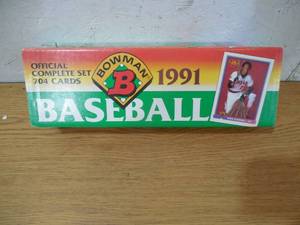 OFFICIAL
COMPLETE SET
704 CARDS
BOWMAN
B
1991
BASEBALL